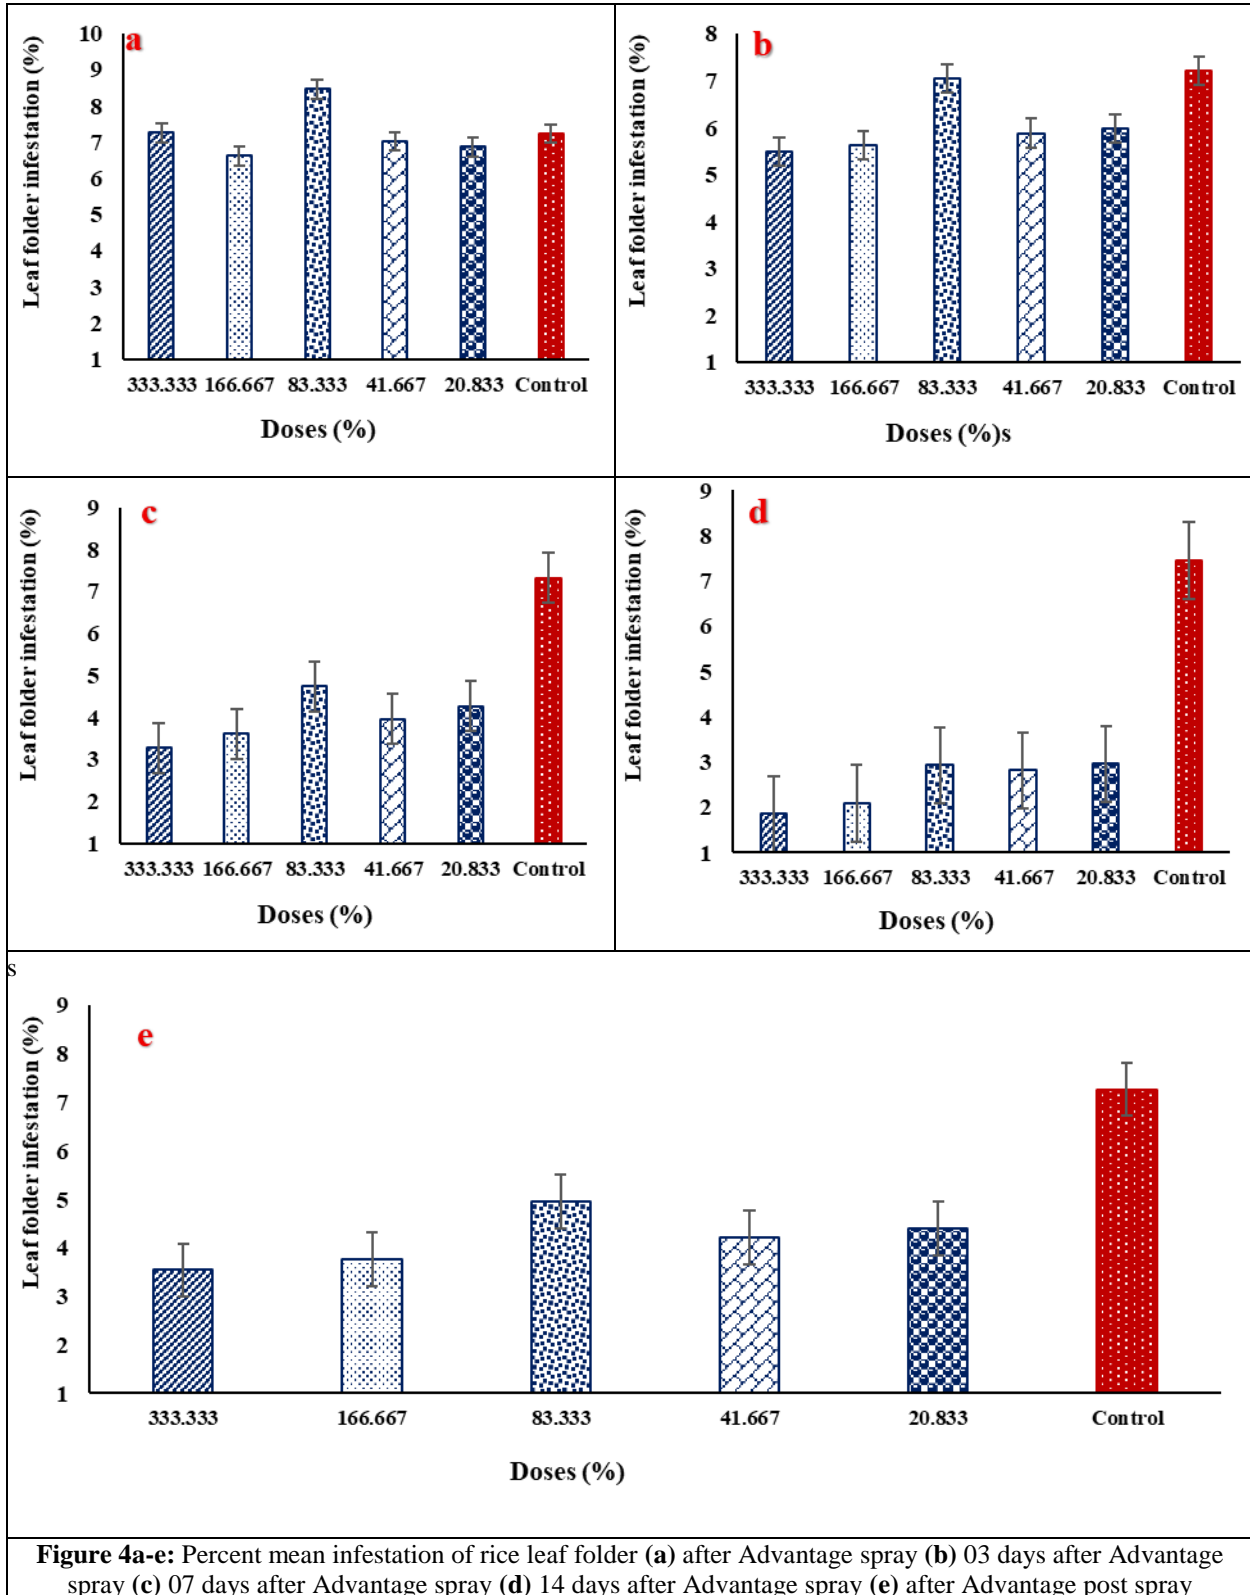 a
Leaf folder infestation (%)
10
9
8
7
6
5
4
3
2
1
333.333 166.667 83.333 41.667 20.833 Control
Doses (%)
b
Leaf folder infestation (%)
8
7
6
5
4
3
2
1
333.333 166.667 83.333 41.667 20.833 Control
Doses (%)s
c
Leaf folder infestation (%)
9
8
7
6
5
4
3
2
1
333.333 166.667 83.333 41.667 20.833 Control
Doses (%)
d
Leaf folder infestation (%)
9
8
7
6
5
4
3
2
1
333.333 166.667 83.333 41.667 20.833 Control
Doses (%)
s
e
Leaf folder infestation (%)
9
8
7
6
5
4
3
2
1
333.333 166.667 83.333 41.667 20.833 Control
Doses (%)
Figure 4a-e: Percent mean infestation of rice leaf folder (a) after Advantage spray (b) 03 days after Advantage
spray (c) 07 days after Advantage spray (d) 14 days after Advantage spray (e) after Advantage post spray